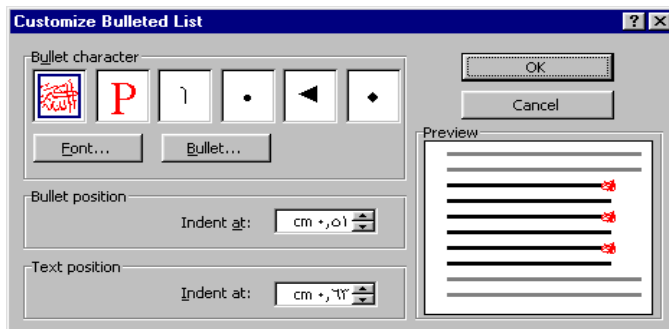 Customize Bulleted List
Bullet character
P • ◄ ◆
OK
Font... Bullet...
Cancel
Preview
Bullet position
Indent at: cm ٠,٥١
Text position
Indent at: cm ٠,٦٣